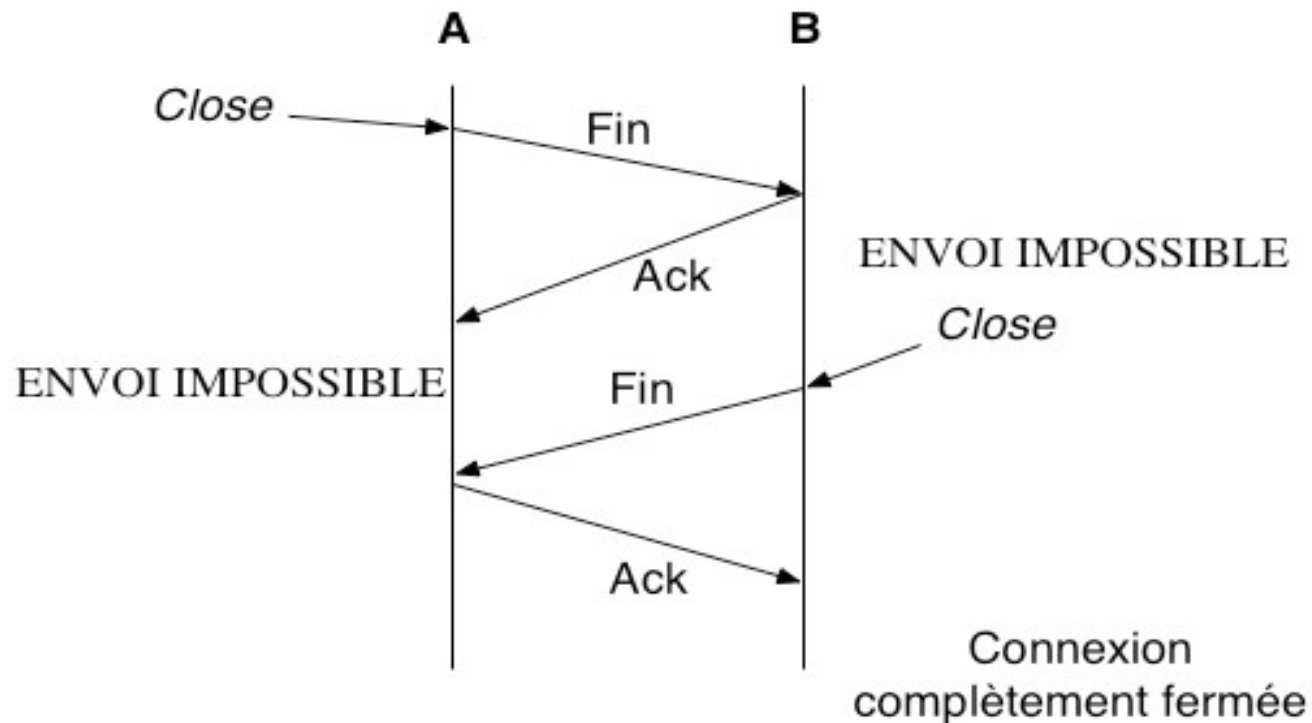 A
B
Close
Fin
ENVOI IMPOSSIBLE
Ack
Close
ENVOI IMPOSSIBLE
Fin
Ack
Connexion
complètement fermée